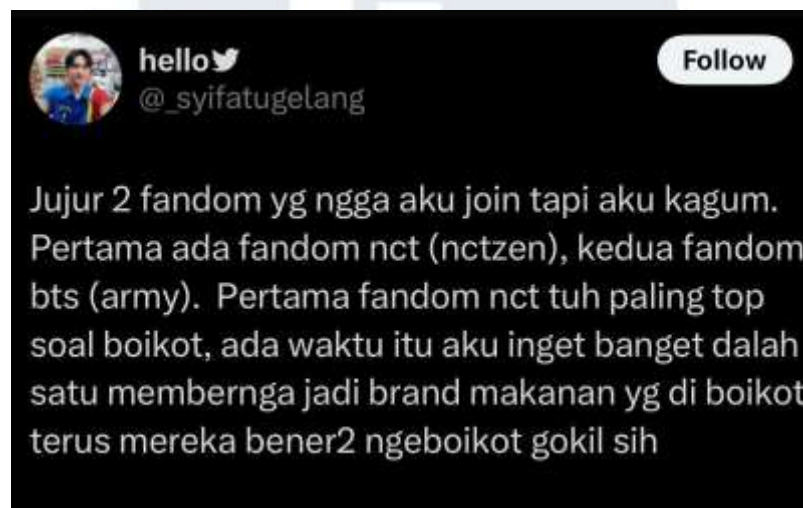 hello
@_syifatugelang
Follow
Jujur 2 fandom yg ngga aku join tapi aku kagum.
Pertama ada fandom nct (nctzen), kedua fandom
bts (army). Pertama fandom nct tuh paling top
soal boikot, ada waktu itu aku inget banget dalah
satu membernga jadi brand makanan yg di boikot
terus mereka bener2 ngeboikot gokil sih